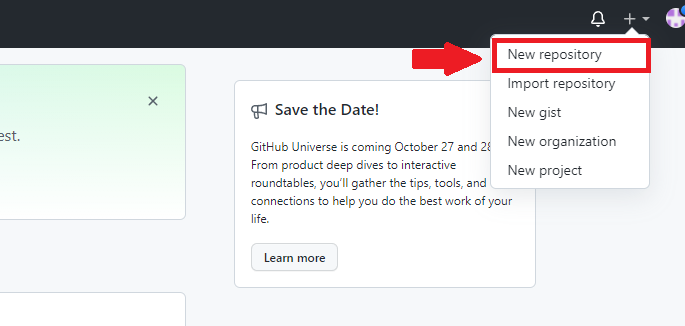 New repository
Import repository
New gist
New organization
New project
est.
Save the Date!
GitHub Universe is coming October 27 and 28
From product deep dives to interactive
roundtables, you'll gather the tips, tools, and
connections to help you do the best work of your
life.
Learn more